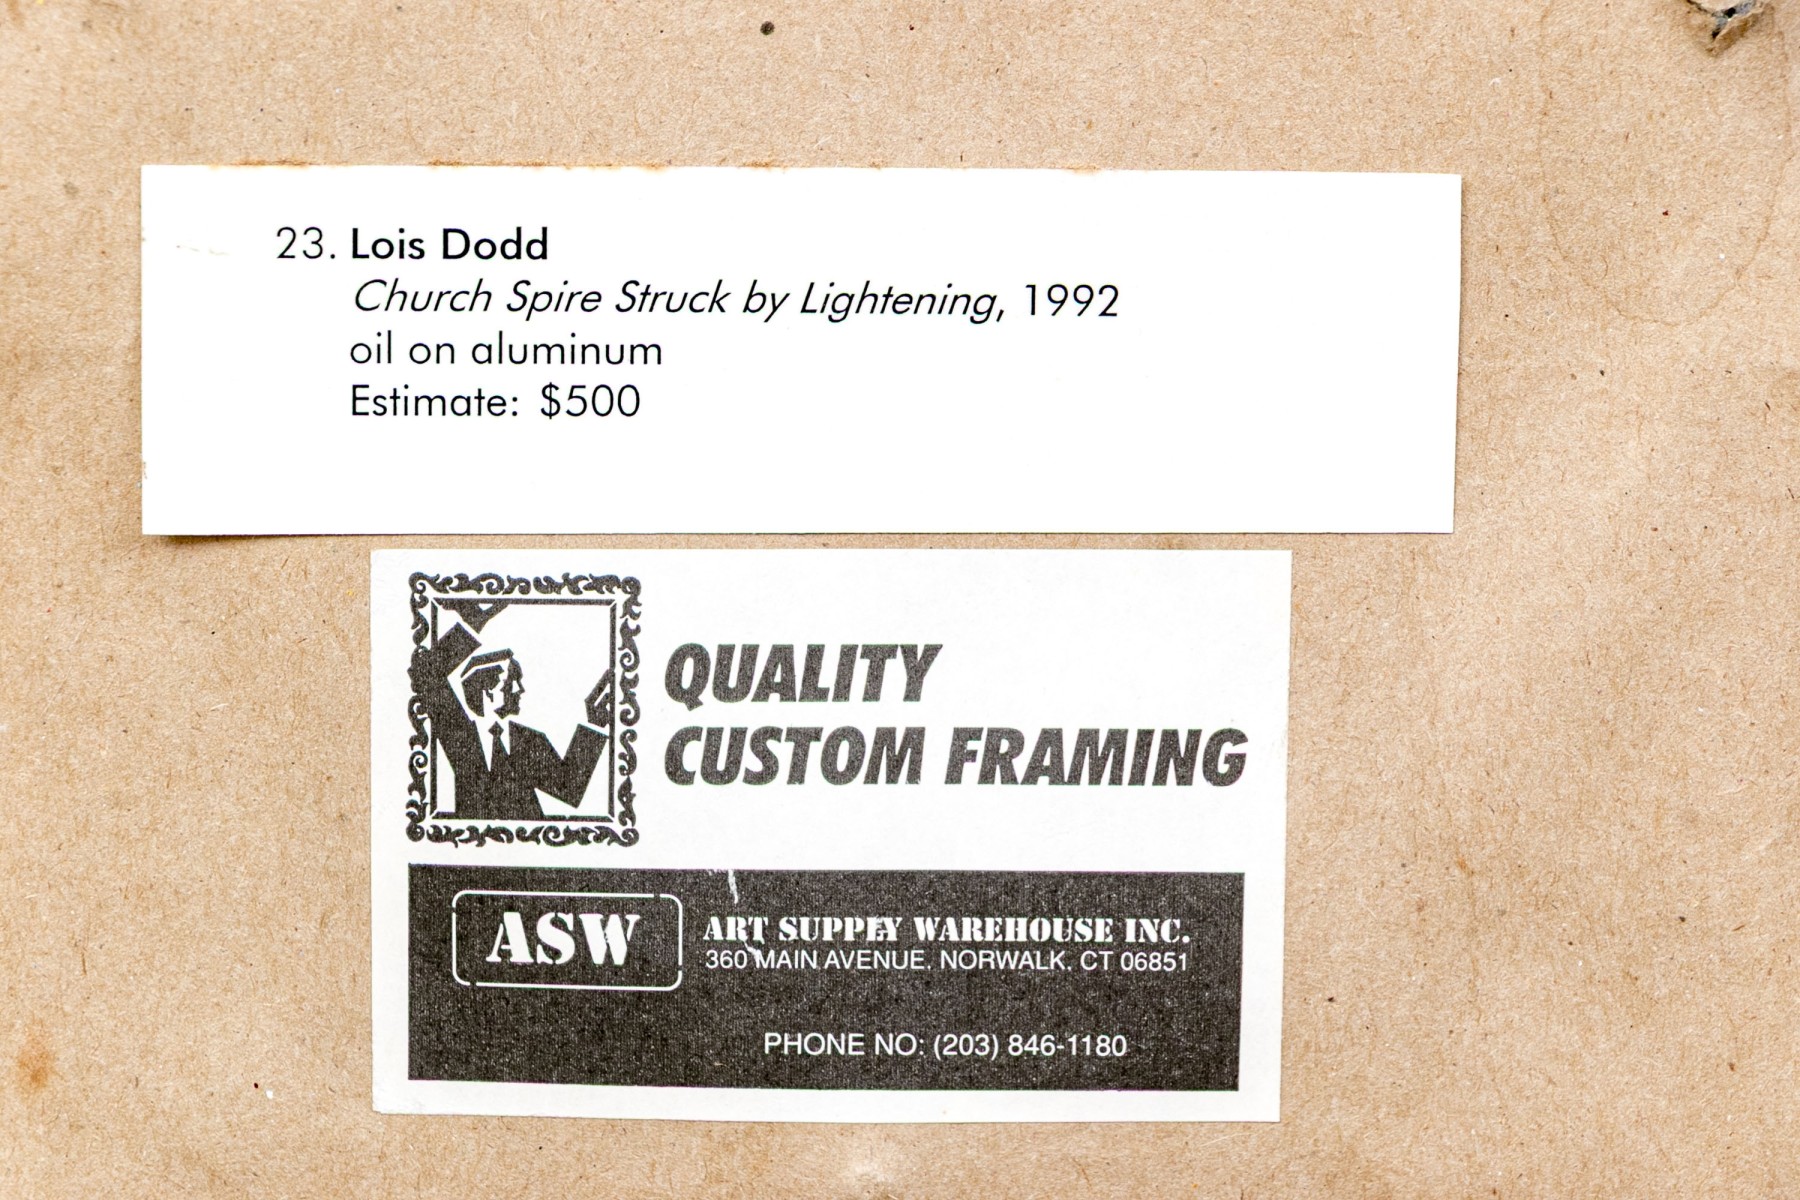 23. Lois Dodd
Church Spire Struck by Lightening, 1992
oil on aluminum
Estimate: $500
QUALITY
CUSTOM FRAMING
ASW
ART SUPPLY WAREHOUSE INC.
360 MAIN AVENUE, NORWALK, CT 06851
PHONE NO: (203) 846-1180